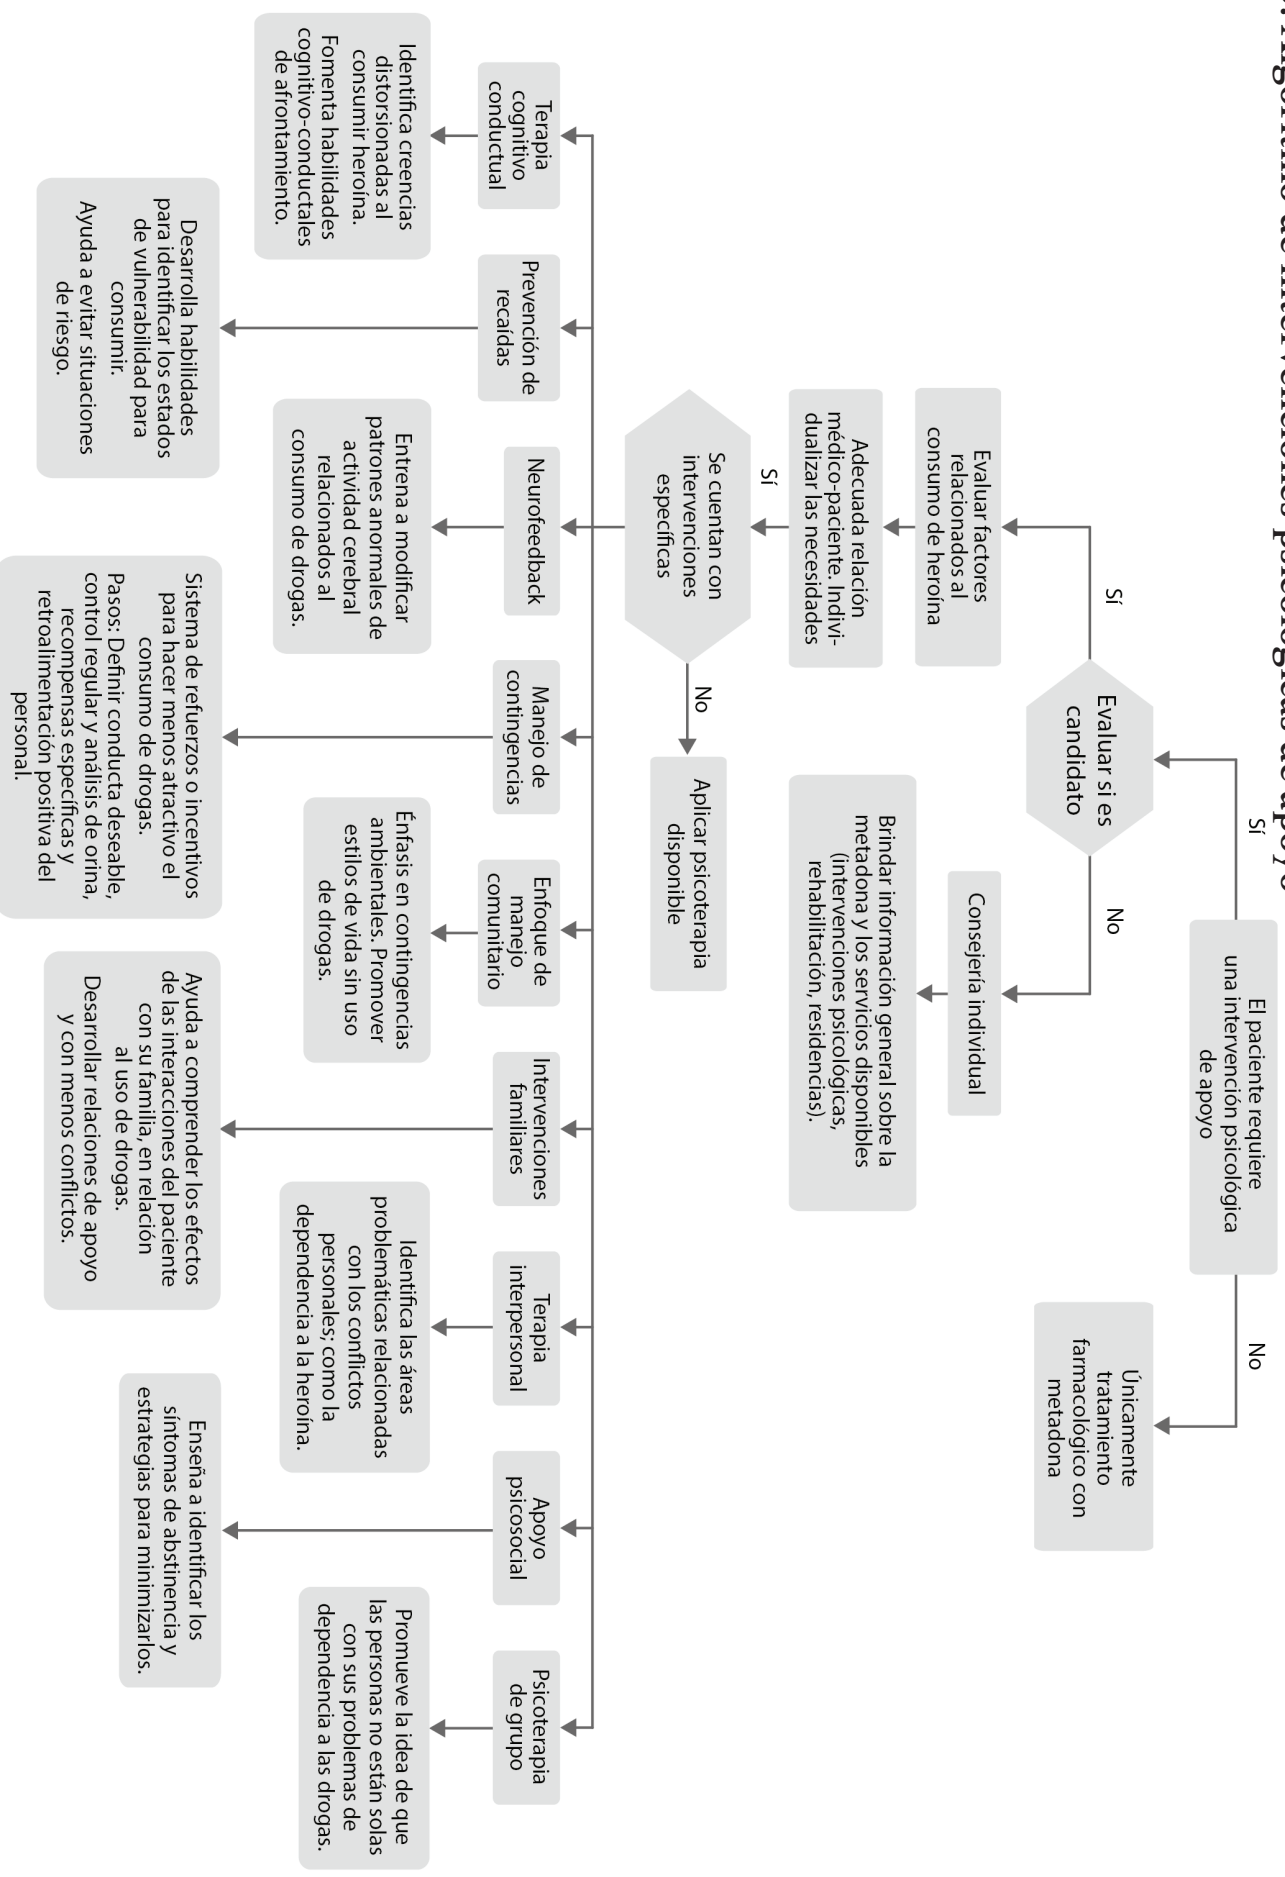 Algoritmo de intervenciones psicológicas de apoyo
El paciente requiere
una intervención psicológica
de apoyo
Sí
No
Evaluar si es
candidato
Únicamente
tratamiento
farmacológico con
metadona
Sí
No
Evaluar factores
relacionados al
consumo de heroína
Consejería individual
Adecuada relación
médico-paciente. Indivi-
dualizar las necesidades
Brindar información general sobre la
metadona y los servicios disponibles
(intervenciones psicológicas,
rehabilitación, residencias).
Sí
Se cuentan con
intervenciones
específicas
No
Aplicar psicoterapia
disponible
Terapia
cognitivo
conductual
Prevención de
recaídas
Neurofeedback
Manejo de
contingencias
Enfoque de
manejo
comunitario
Intervenciones
familiares
Terapia
interpersonal
Apoyo
psicosocial
Psicoterapia
de grupo
Identifica creencias
distorsionadas al
consumir heroína.
Fomenta habilidades
cognitivo-conductales
de afrontamiento.
Desarrolla habilidades
para identificar los estados
de vulnerabilidad para
consumir.
Ayuda a evitar situaciones
de riesgo.
Entrena a modificar
patrones anormales de
actividad cerebral
relacionados al
consumo de drogas.
Sistema de refuerzos o incentivos
para hacer menos atractivo el
consumo de drogas.
Pasos: Definir conducta deseable,
control regular y análisis de orina,
recompensas específicas y
retroalimentación positiva del
personal.
Énfasis en contingencias
ambientales. Promover
estilos de vida sin uso
de drogas.
Ayuda a comprender los efectos
de las interacciones del paciente
con su familia, en relación
al uso de drogas.
Desarrollar relaciones de apoyo
y con menos conflictos.
Identifica las áreas
problemáticas relacionadas
con los conflictos
personales; como la
dependencia a la heroína.
Enseña a identificar los
síntomas de abstinencia y
estrategias para minimizarlos.
Promueve la idea de que
las personas no están solas
con sus problemas de
dependencia a las drogas.